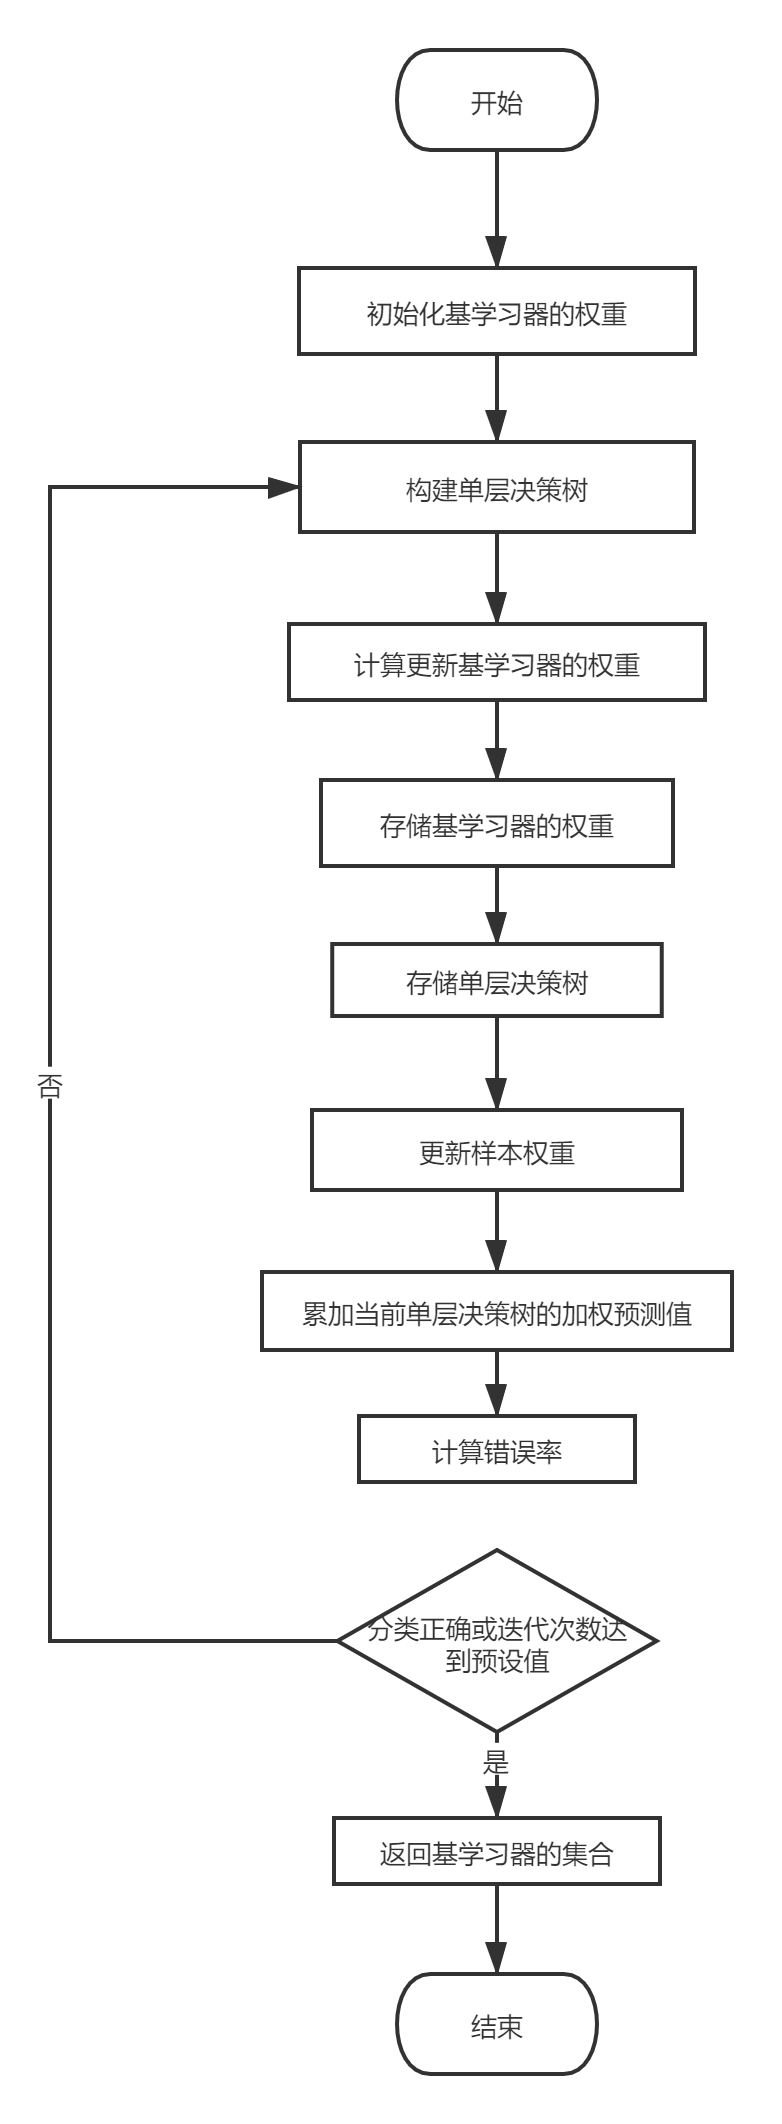 开始
初始化基学习器的权重
构建单层决策树
计算更新基学习器的权重
存储基学习器的权重
存储单层决策树
否
更新样本权重
累加当前单层决策树的加权预测值
计算错误率
分类正确或迭代次数达
到预设值
是
返回基学习器的集合
结束